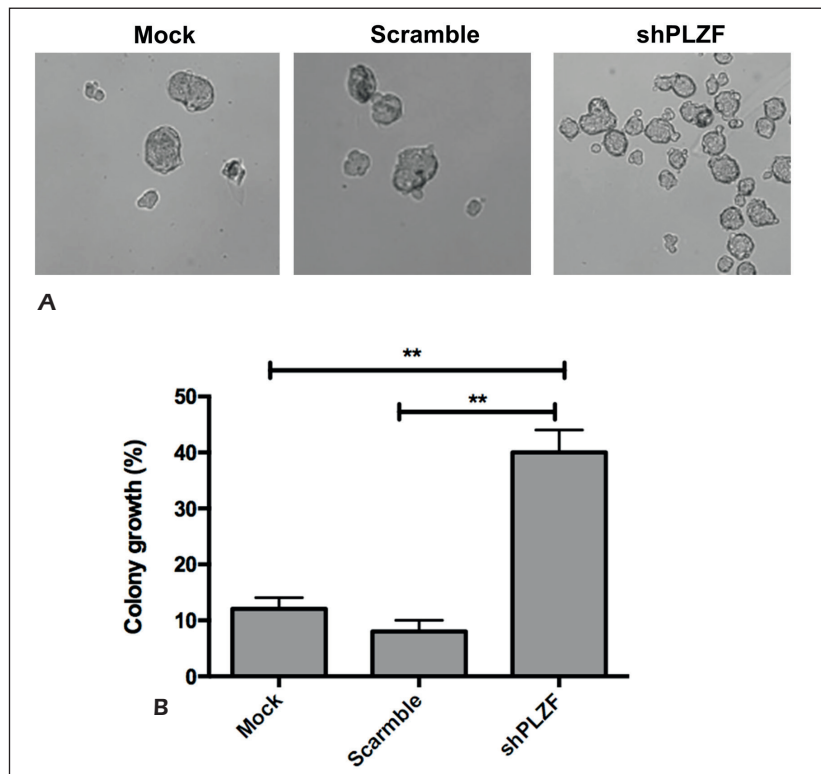 Mock Scramble shPLZF
A
** 
**
50
40
30
20
10
0
Colony growth (%)
Mock
Scarmble
shPLZF
B